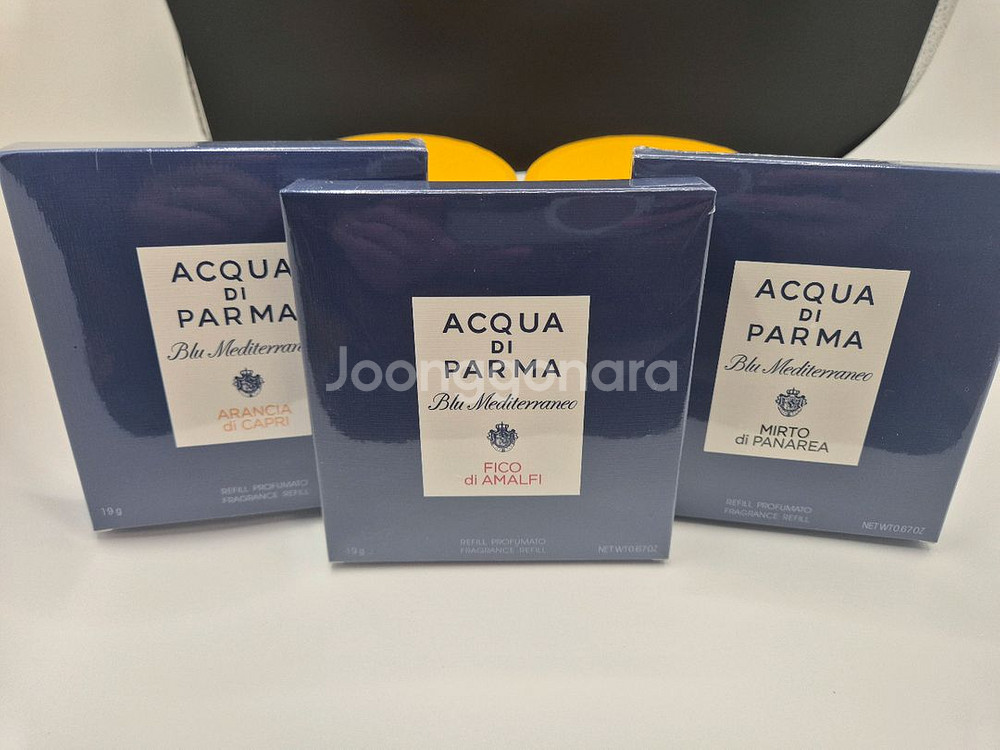 ACQUA
DI
PARMA
Blu Mediterran
ARANCIA
di CAPRI
REFILL PROFUMATO
FRAGRANCE REFILL
19 g
ACQUA
DI
PARMA
Blu Mediterraneo
FICO
di AMALFI
REFILL PROFUMATO
FRAGRANCE REFILL
19 g
NET WT 0.67 OZ
ACQUA
DI
PARMA
Blu Mediterraneo
MIRTO
di PANAREA
REFILL PROFUMATO
FRAGRANCE REFILL
NET WT 0.67 OZ
Joonggonara